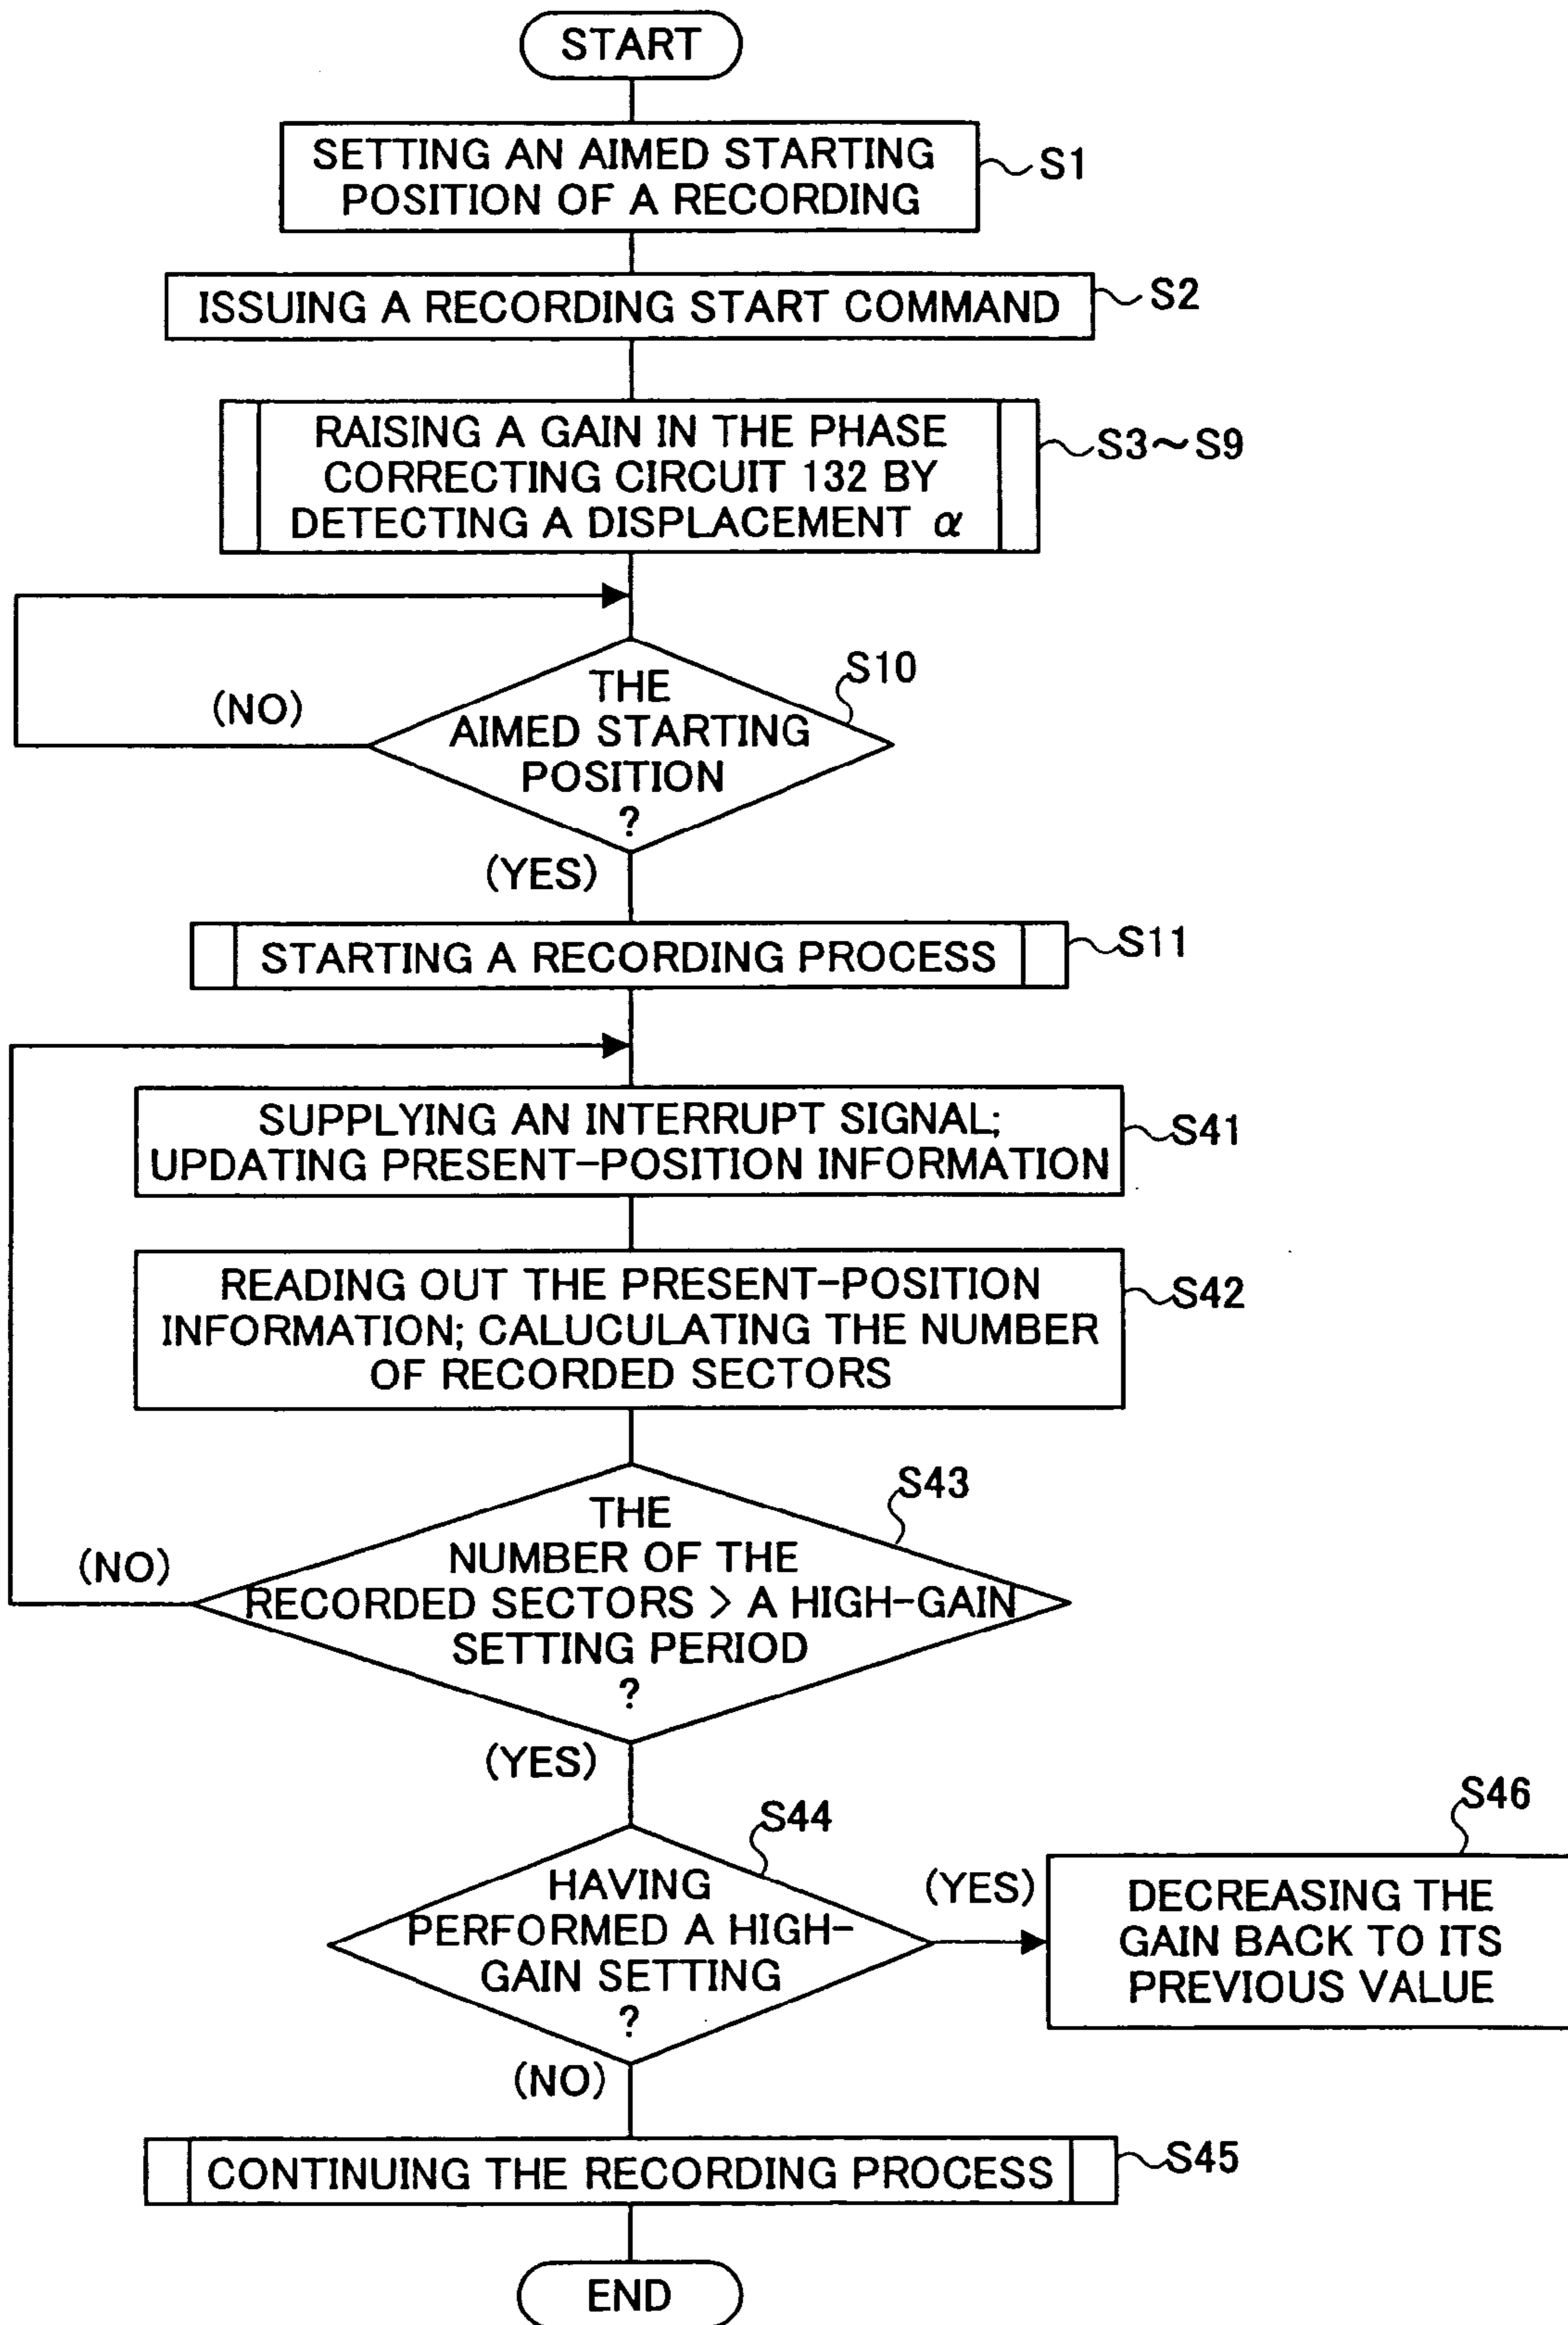 START
SETTING AN AIMED STARTING
POSITION OF A RECORDING
S1
ISSUING A RECORDING START COMMAND
S2
RAISING A GAIN IN THE PHASE
CORRECTING CIRCUIT 132 BY
DETECTING A DISPLACEMENT α
S3~S9
THE
AIMED STARTING
POSITION
?
S10
(NO)
(YES)
STARTING A RECORDING PROCESS
S11
SUPPLYING AN INTERRUPT SIGNAL;
UPDATING PRESENT-POSITION INFORMATION
S41
READING OUT THE PRESENT-POSITION
INFORMATION; CALUCULATING THE NUMBER
OF RECORDED SECTORS
S42
THE
NUMBER OF THE
RECORDED SECTORS > A HIGH-GAIN
SETTING PERIOD
?
S43
(NO)
(YES)
HAVING
PERFORMED A HIGH-
GAIN SETTING
?
S44
(YES)
DECREASING THE
GAIN BACK TO ITS
PREVIOUS VALUE
S46
(NO)
CONTINUING THE RECORDING PROCESS
S45
END